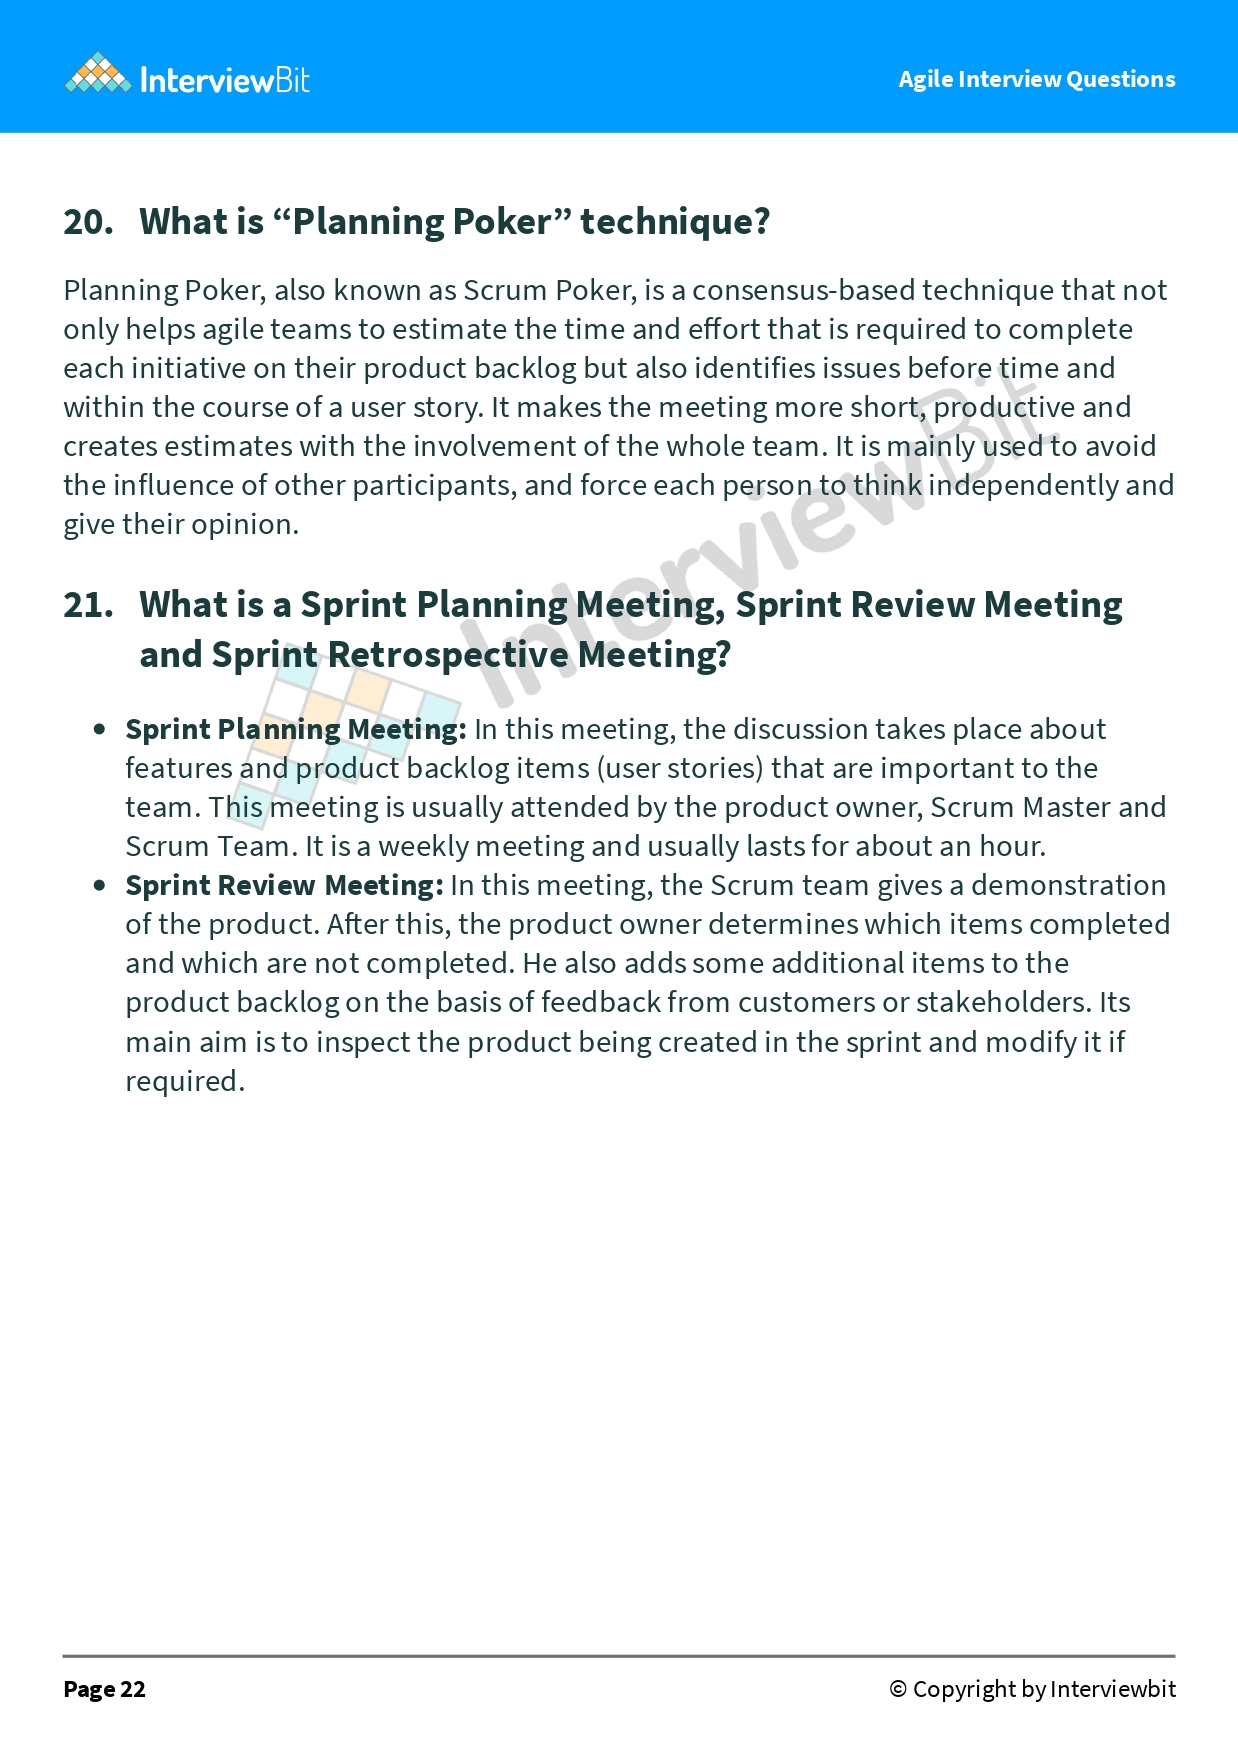 InterviewBit
Agile Interview Questions
20. What is “Planning Poker” technique?
Planning Poker, also known as Scrum Poker, is a consensus-based technique that not
only helps agile teams to estimate the time and effort that is required to complete
each initiative on their product backlog but also identifies issues before time and
within the course of a user story. It makes the meeting more short, productive and
creates estimates with the involvement of the whole team. It is mainly used to avoid
the influence of other participants, and force each person to think independently and
give their opinion.
InterviewBit
21. What is a Sprint Planning Meeting, Sprint Review Meeting
and Sprint Retrospective Meeting?
• Sprint Planning Meeting: In this meeting, the discussion takes place about
features and product backlog items (user stories) that are important to the
team. This meeting is usually attended by the product owner, Scrum Master and
Scrum Team. It is a weekly meeting and usually lasts for about an hour.
• Sprint Review Meeting: In this meeting, the Scrum team gives a demonstration
of the product. After this, the product owner determines which items completed
and which are not completed. He also adds some additional items to the
product backlog on the basis of feedback from customers or stakeholders. Its
main aim is to inspect the product being created in the sprint and modify it if
required.
Page 22
© Copyright by Interviewbit